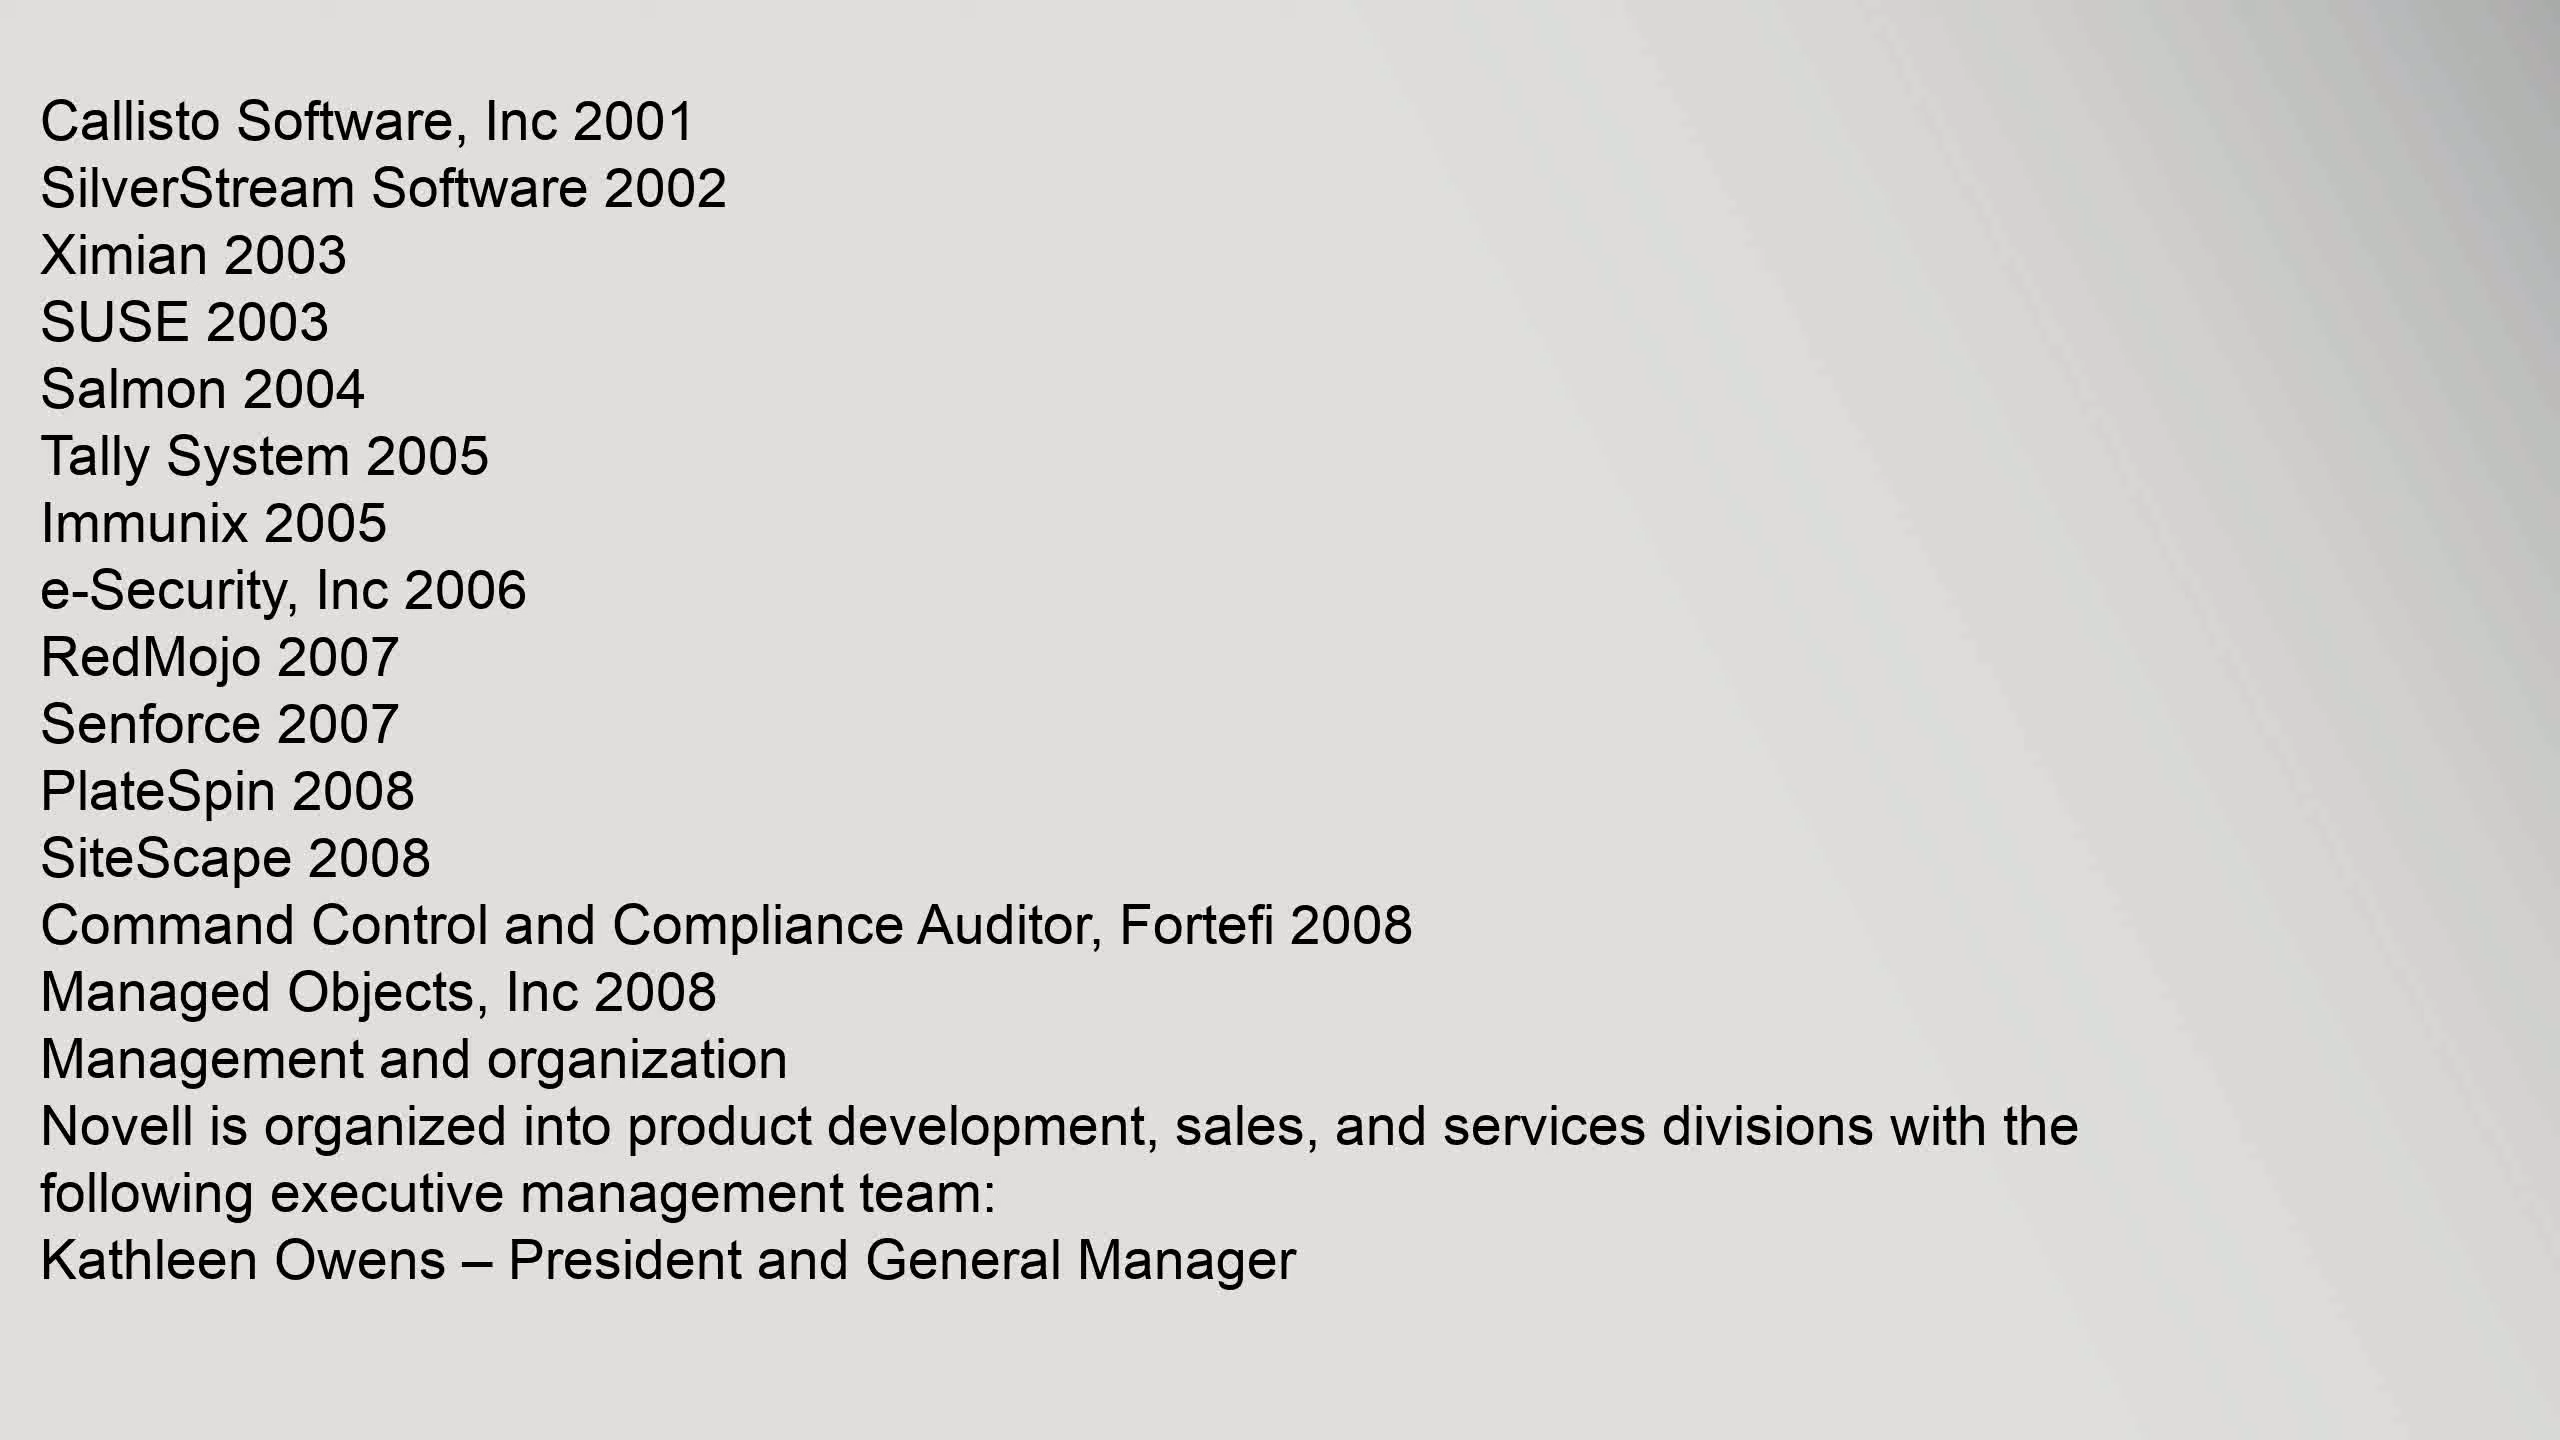 Callisto Software, Inc 2001
SilverStream Software 2002
Ximian 2003
SUSE 2003
Salmon 2004
Tally System 2005
Immunix 2005
e-Security, Inc 2006
RedMojo 2007
Senforce 2007
PlateSpin 2008
SiteScape 2008
Command Control and Compliance Auditor, Fortefi 2008
Managed Objects, Inc 2008
Management and organization
Novell is organized into product development, sales, and services divisions with the
following executive management team:
Kathleen Owens – President and General Manager